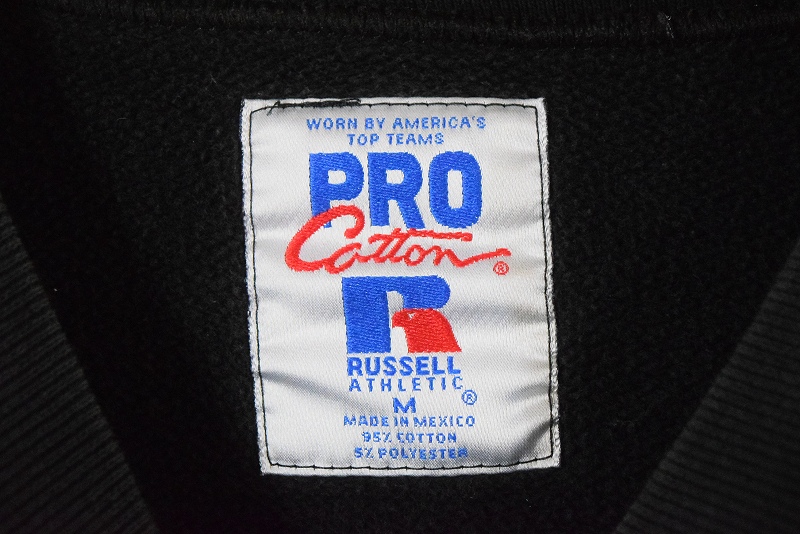 WORN BY AMERICA'S
TOP TEAMS
PRO
Cotton ®
R
RUSSELL
ATHLETIC ®
M
MADE IN MEXICO
95% COTTON
5% POLYESTER